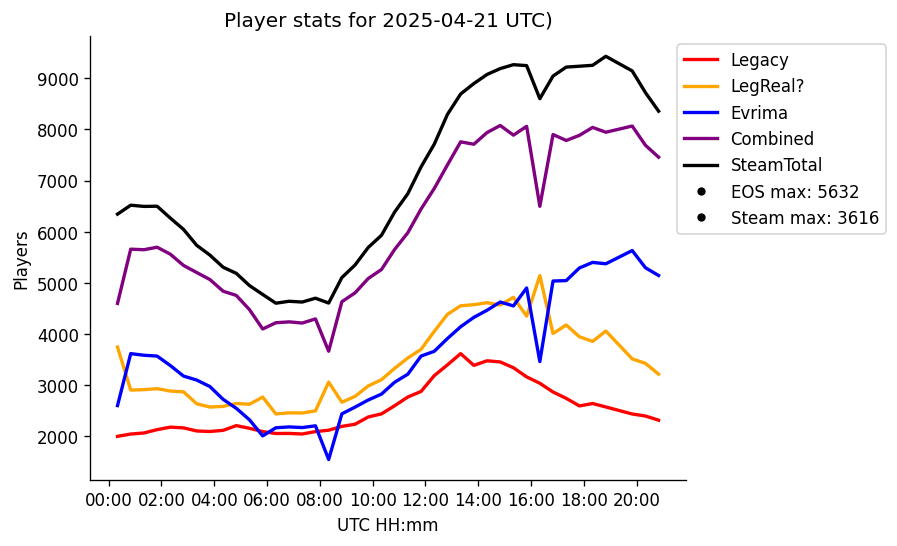 Player stats for 2025-04-21 UTC)
Players
9000
8000
7000
6000
5000
4000
3000
2000
00:00 02:00 04:00 06:00 08:00 10:00 12:00 14:00 16:00 18:00 20:00
UTC HH:mm
Legacy
LegReal?
Evrima
Combined
SteamTotal
EOS max: 5632
Steam max: 3616